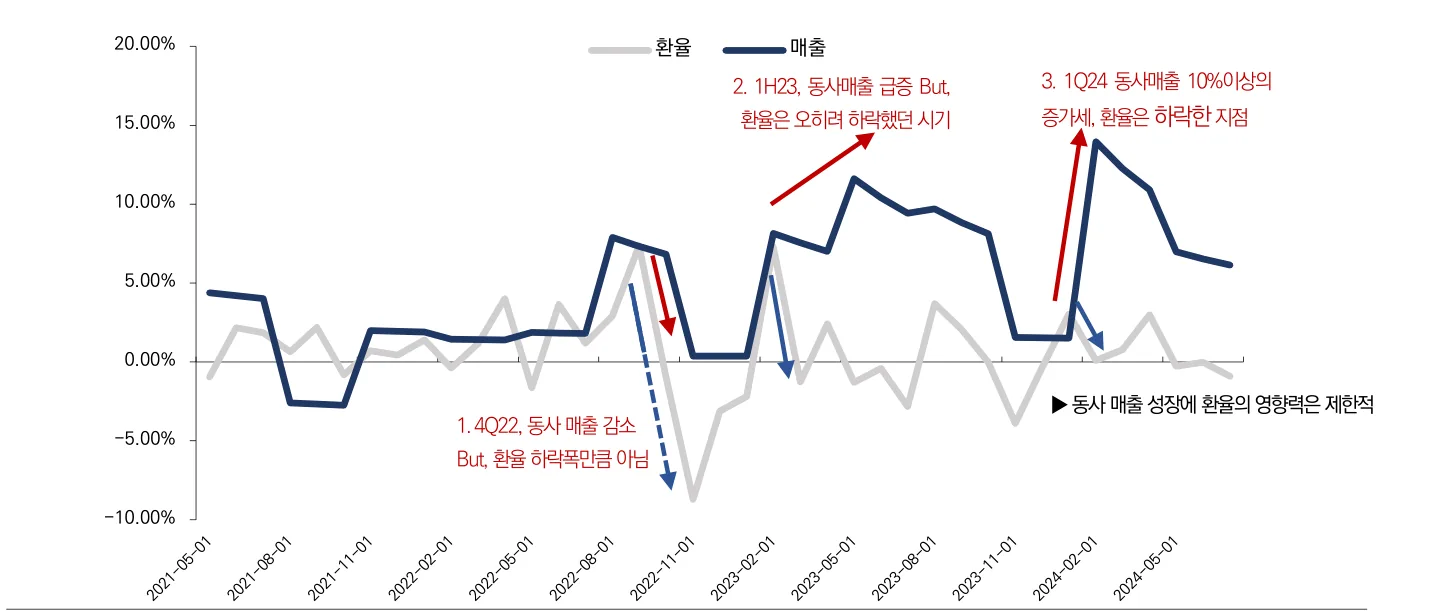 환율 매출
20.00%
15.00%
10.00%
5.00%
0.00%
-5.00%
-10.00%
2. 1H23, 동사매출 급증 But,
환율은 오히려 하락했던 시기
3. 1Q24 동사매출 10%이상의
증가세, 환율은 하락한 지점
1. 4Q22, 동사 매출 감소
But, 환율 하락폭만큼 아님
▶ 동사 매출 성장에 환율의 영향력은 제한적
2021-05-01
2021-08-01
2021-11-01
2022-02-01
2022-05-01
2022-08-01
2022-11-01
2023-02-01
2023-05-01
2023-08-01
2023-11-01
2024-02-01
2024-05-01